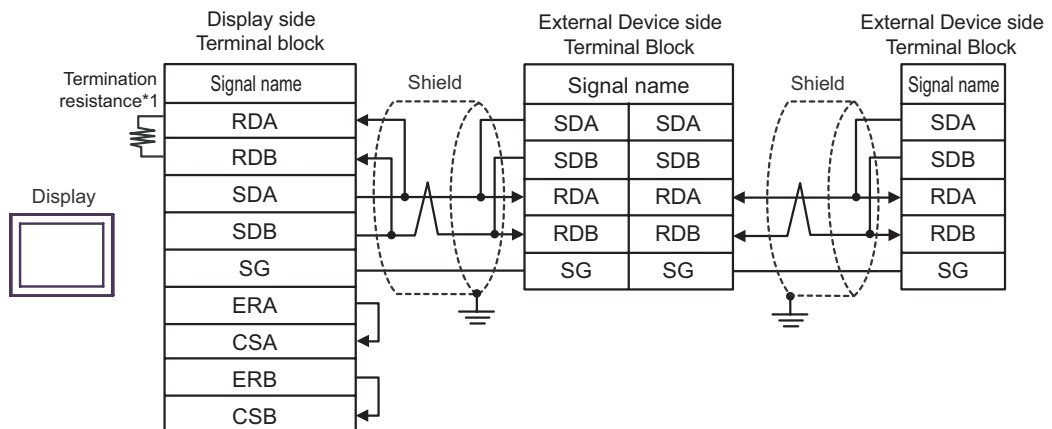 Display side
Terminal block
External Device side
Terminal Block
External Device side
Terminal Block
Termination
resistance*1
Signal name
Shield
Signal name
Shield
Signal name
RDA
SDA SDA
SDA
RDB
SDB SDB
SDB
Display
SDA
RDA RDA
RDA
SDB
RDB RDB
RDB
SG
SG SG
SG
ERA
CSA
ERB
CSB